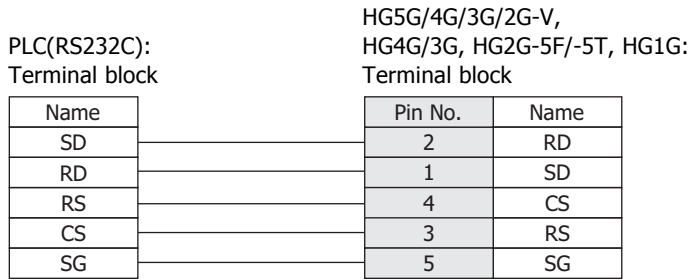 HG5G/4G/3G/2G-V,
PLC(RS232C): HG4G/3G, HG2G-5F/-5T, HG1G:
Terminal block Terminal block
Name Pin No. Name
SD 2 RD
RD 1 SD
RS 4 CS
CS 3 RS
SG 5 SG